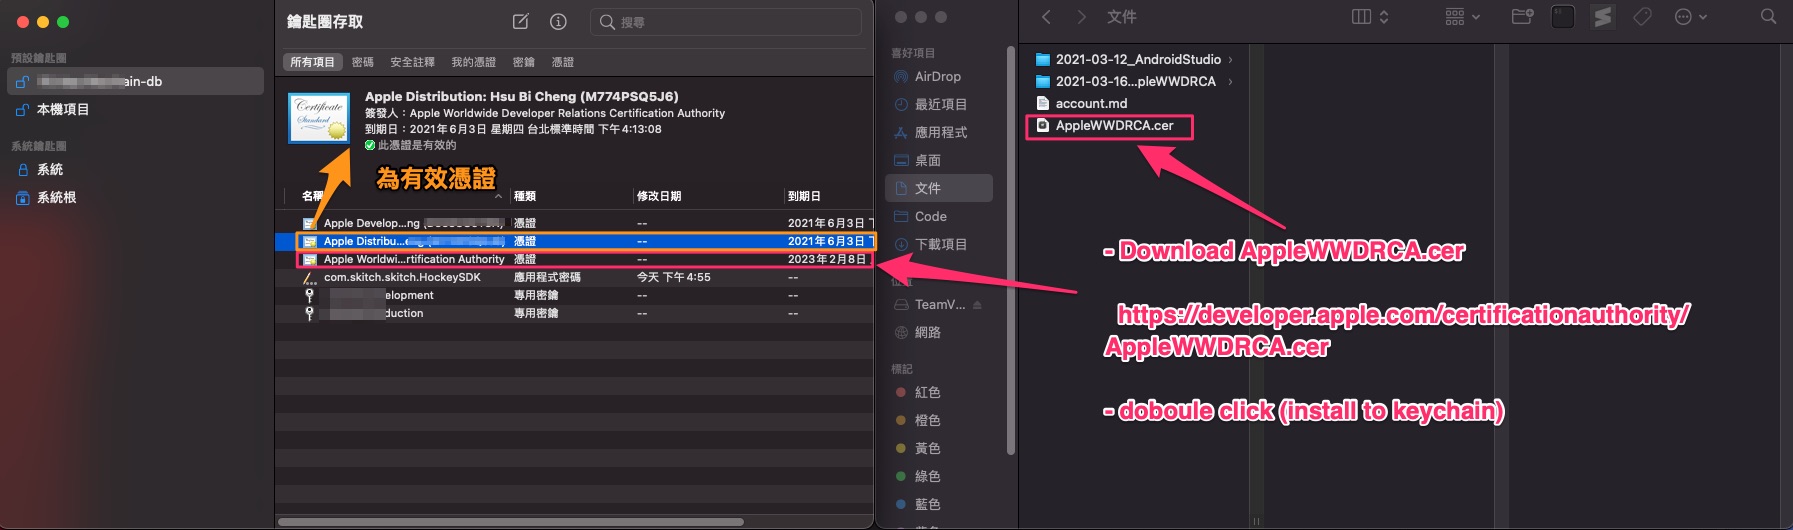 預設鑰匙圈
ain-db
本機項目
系統鑰匙圈
系統
系統根
鑰匙圈存取
搜尋
所有項目
密碼
安全註釋
我的憑證
密鑰
憑證
Certificate
Standard
Apple Distribution: Hsu Bi Cheng (M774PSQ5J6)
簽發人：Apple Worldwide Developer Relations Certification Authority
到期日：2021年6月3日 星期四 台北標準時間 下午4:13:08
此憑證是有效的
為有效憑證
名稱 種類 修改日期 到期日
Apple Develop...ng 憑證 -- 2021年6月3日 下
Apple Distribu...eng 憑證 -- 2021年6月3日 下
Apple Worldwi...rtification Authority 憑證 -- 2023年2月8日
com.skitch.skitch.HockeySDK 應用程式密碼 今天 下午4:55 --
elopment 專用密鑰 -- --
duction 專用密鑰 -- --
喜好項目
AirDrop
最近項目
應用程式
桌面
文件
Code
下載項目
位置
TeamV...
網路
標記
紅色
橙色
黃色
綠色
藍色
文件
2021-03-12_AndroidStudio
2021-03-16...pleWWDRCA
account.md
AppleWWDRCA.cer
- Download AppleWWDRCA.cer
https://developer.apple.com/certificationauthority/
AppleWWDRCA.cer
- doboule click (install to keychain)